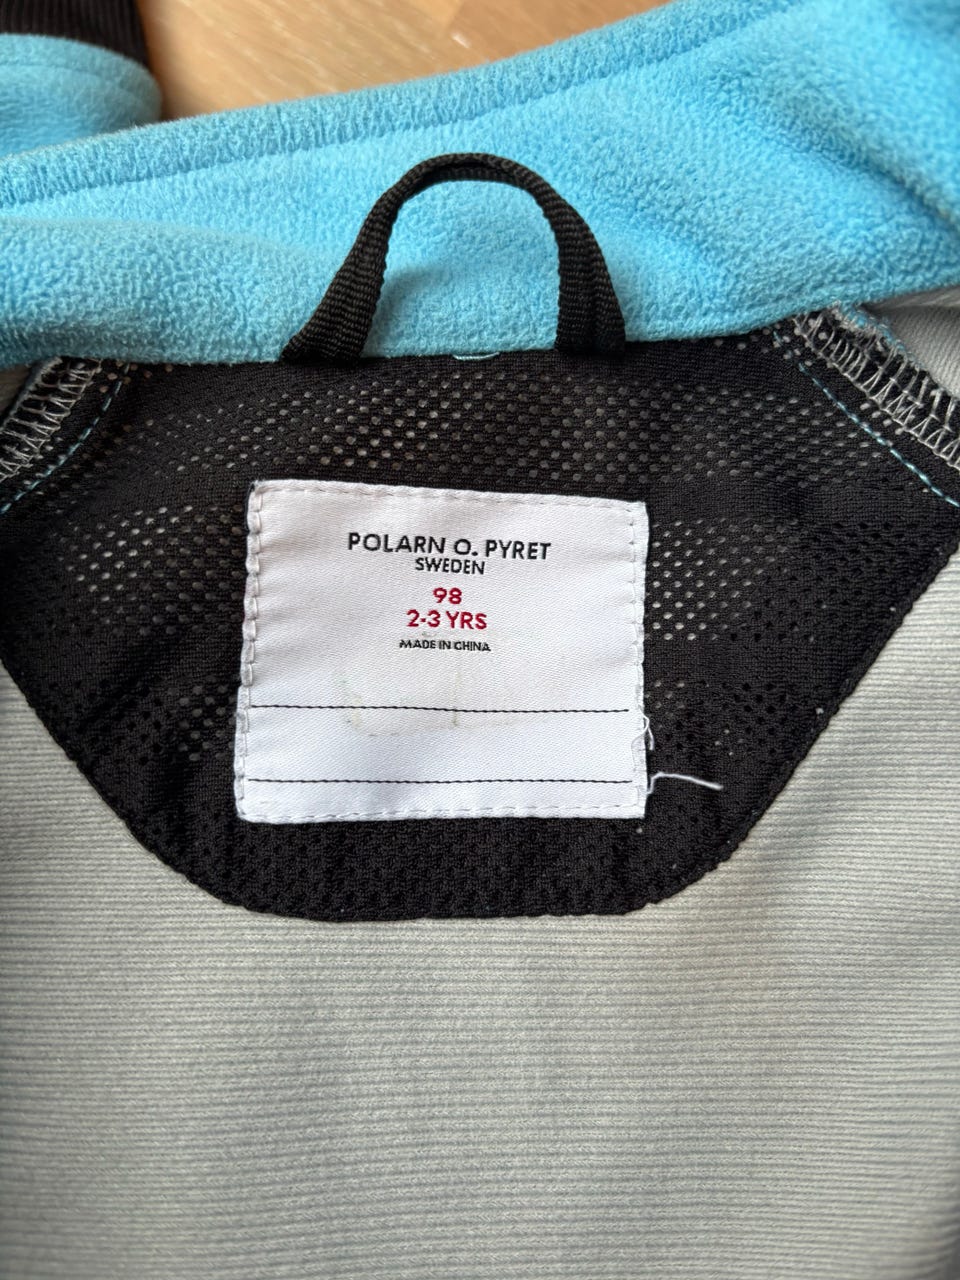 POLARN O. PYRET
SWEDEN
98
2-3 YRS
MADE IN CHINA